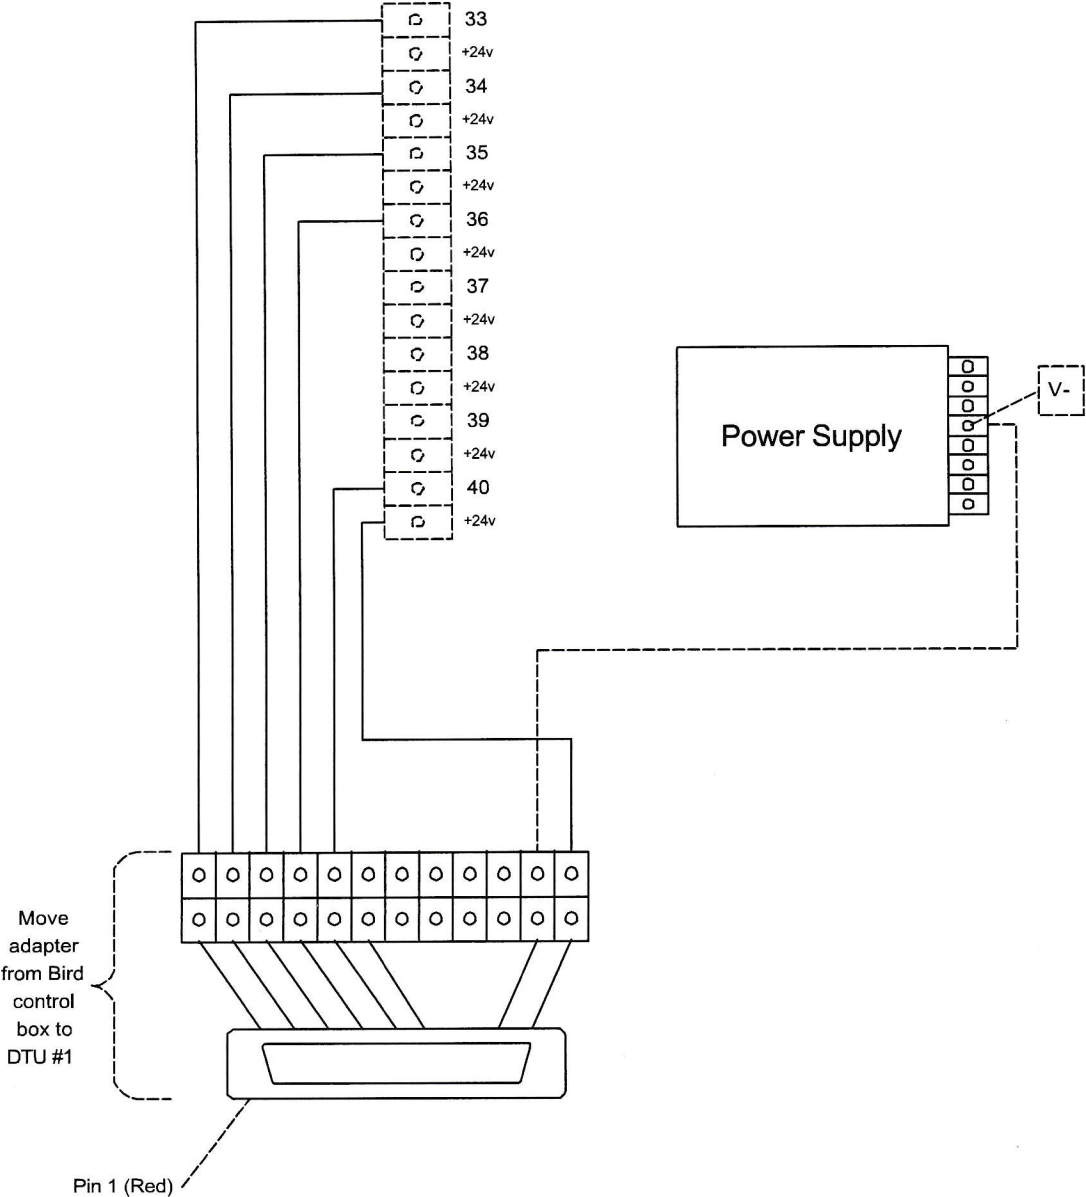 33
+24v
34
+24v
35
+24v
36
+24v
37
+24v
38
+24v
39
+24v
40
+24v
V-
Power Supply
Move
adapter
from Bird
control
box to
DTU #1
Pin 1 (Red)